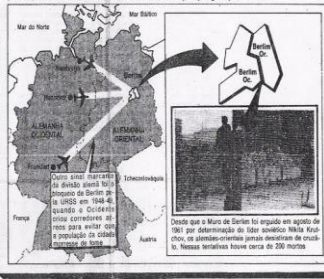 Mar do Norte
Mar Báltico
Hamburgo
Berlim
Hannover
ALEMANHA
OCIDENTAL
ALEMANHA
ORIENTAL
Frankfurt
Berlim
Or.
Berlim
Oc.
Tchecoslováquia
França
Áustria
Outro sinal marcante
da divisão alemã foi o
bloqueio de Berlim pe-
la URSS em 1948-49,
quando o Ocidente
criou corredores aé-
reos para evitar que
a população da cidade
morresse de fome
Desde que o Muro de Berlim foi erguido em agosto de
1961 por determinação do líder soviético Nikita Krut-
chov, os alemães-orientais jamais desistiram de cruzá-
lo. Nessas tentativas houve cerca de 200 mortos